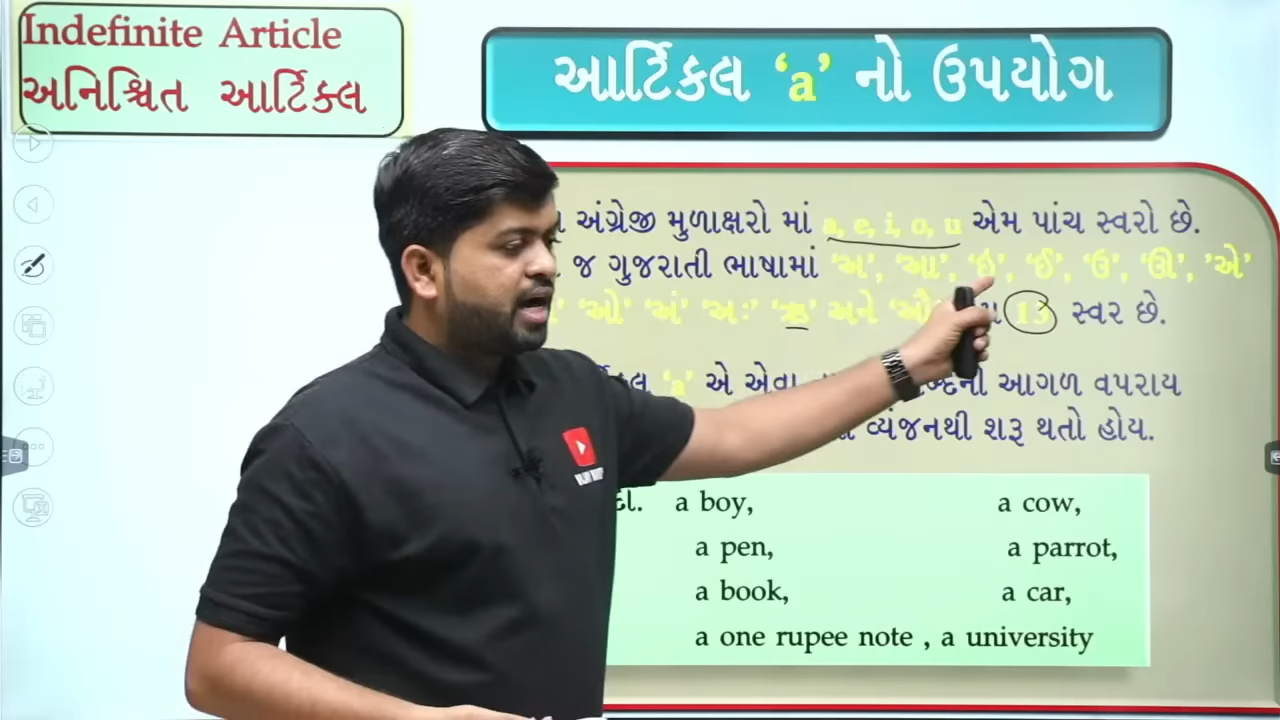 Indefinite Article
અનિશ્ચિત આર્ટિકલ
આર્ટિકલ ‘a’ નો ઉપયોગ
અંગ્રેજી મુળાક્ષરો માં a, e, i, o, u એમ પાંચ સ્વરો છે.
જ ગુજરાતી ભાષામાં ‘અ’, ‘આ’, ‘ઇ’, ‘ઈ’, ‘ઉ’, ‘ઊ’, ’એ’
‘ઓ’ ‘અં’ ‘અઃ’ ‘ઋ’ અને ‘ઔ’ 13 સ્વર છે.
‘a’ એ એવા આગળ વપરાય
વ્યંજનથી શરૂ થતો હોય.
a boy, a cow,
a pen, a parrot,
a book, a car,
a one rupee note , a university